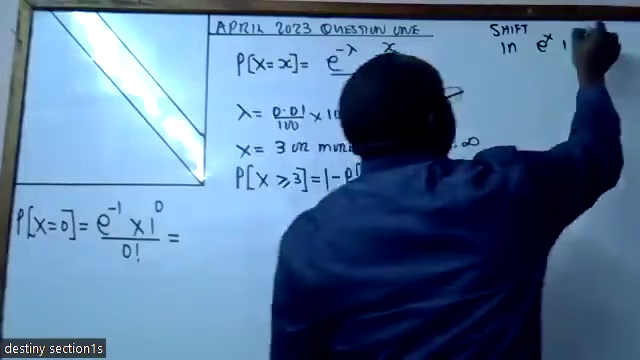 APRIL 2023 QUESTION ONE
SHIFT
ln eˣ
P[X=x]= e^-λ x
λ = 0.01/100 × 10
x = 3 or more ∞
P[X ≥ 3] = 1 - P[
P[X=0] = e^-1 × 1^0 / 0! =
destiny section1s